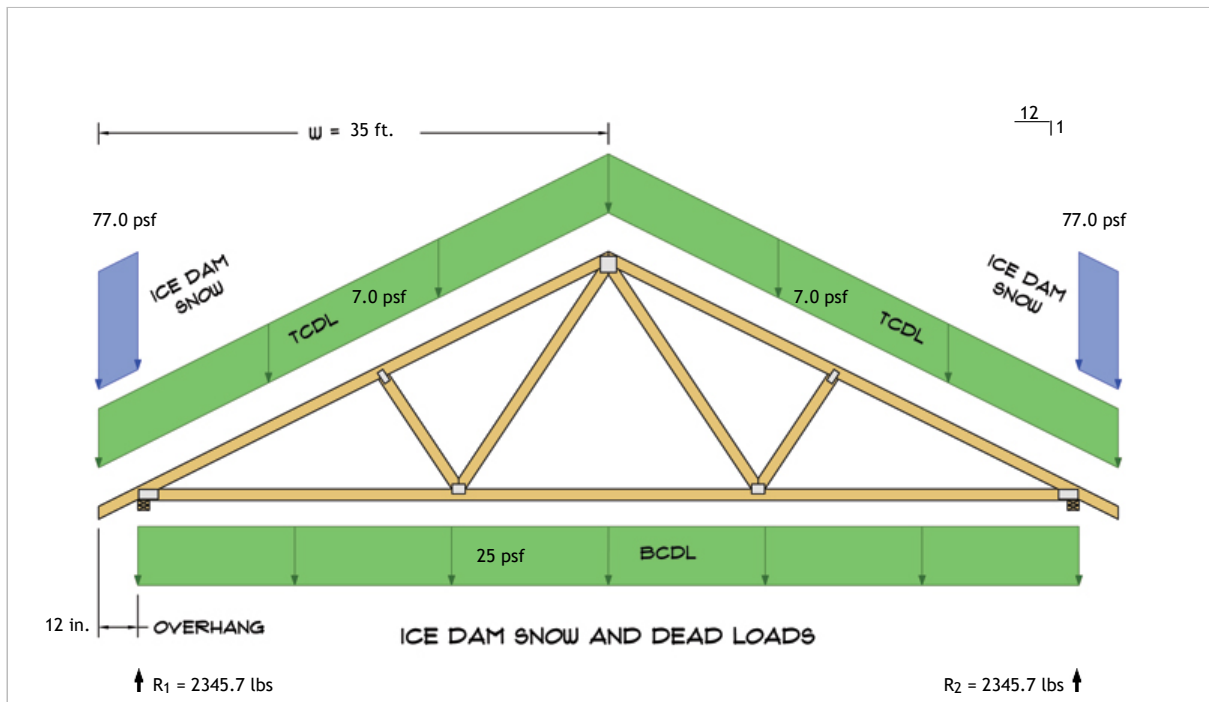 W = 35 ft.
12
1
77.0 psf
77.0 psf
ICE DAM
SNOW
ICE DAM
SNOW
7.0 psf
7.0 psf
TCDL
TCDL
25 psf
BCDL
12 in.
OVERHANG
ICE DAM SNOW AND DEAD LOADS
R1 = 2345.7 lbs
R2 = 2345.7 lbs